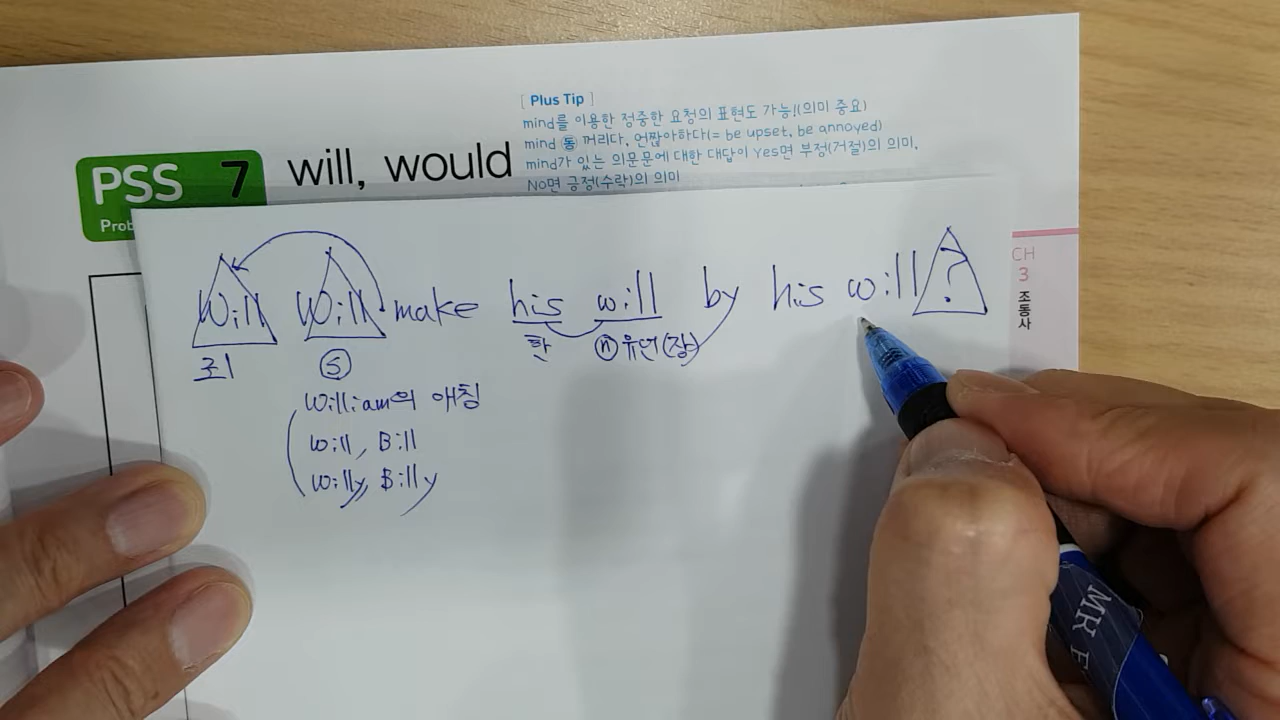 [ Plus Tip ]
mind를 이용한 정중한 요청의 표현도 가능!(의미 중요)
mind 동 꺼리다, 언짢아하다(= be upset, be annoyed)
mind가 있는 의문문에 대한 대답이 Yes면 부정(거절)의 의미,
No면 긍정(수락)의 의미
PSS 7 will, would
Prob
CH
3
조동사
Will Will make his will by his will?
조 S 한 n 유언(장)
William의 애칭
Will, Bill
Willy, Billy